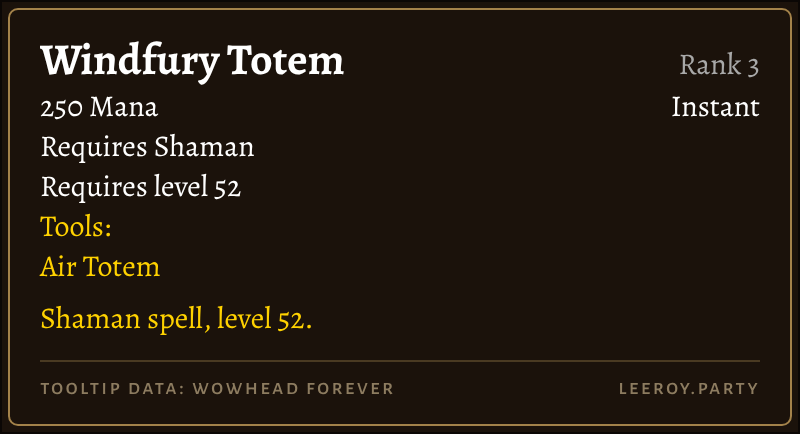 Windfury Totem Rank 3
250 Mana Instant
Requires Shaman
Requires level 52
Tools:
Air Totem
Shaman spell, level 52.
TOOLTIP DATA: WOWHEAD FOREVER LEEROY.PARTY